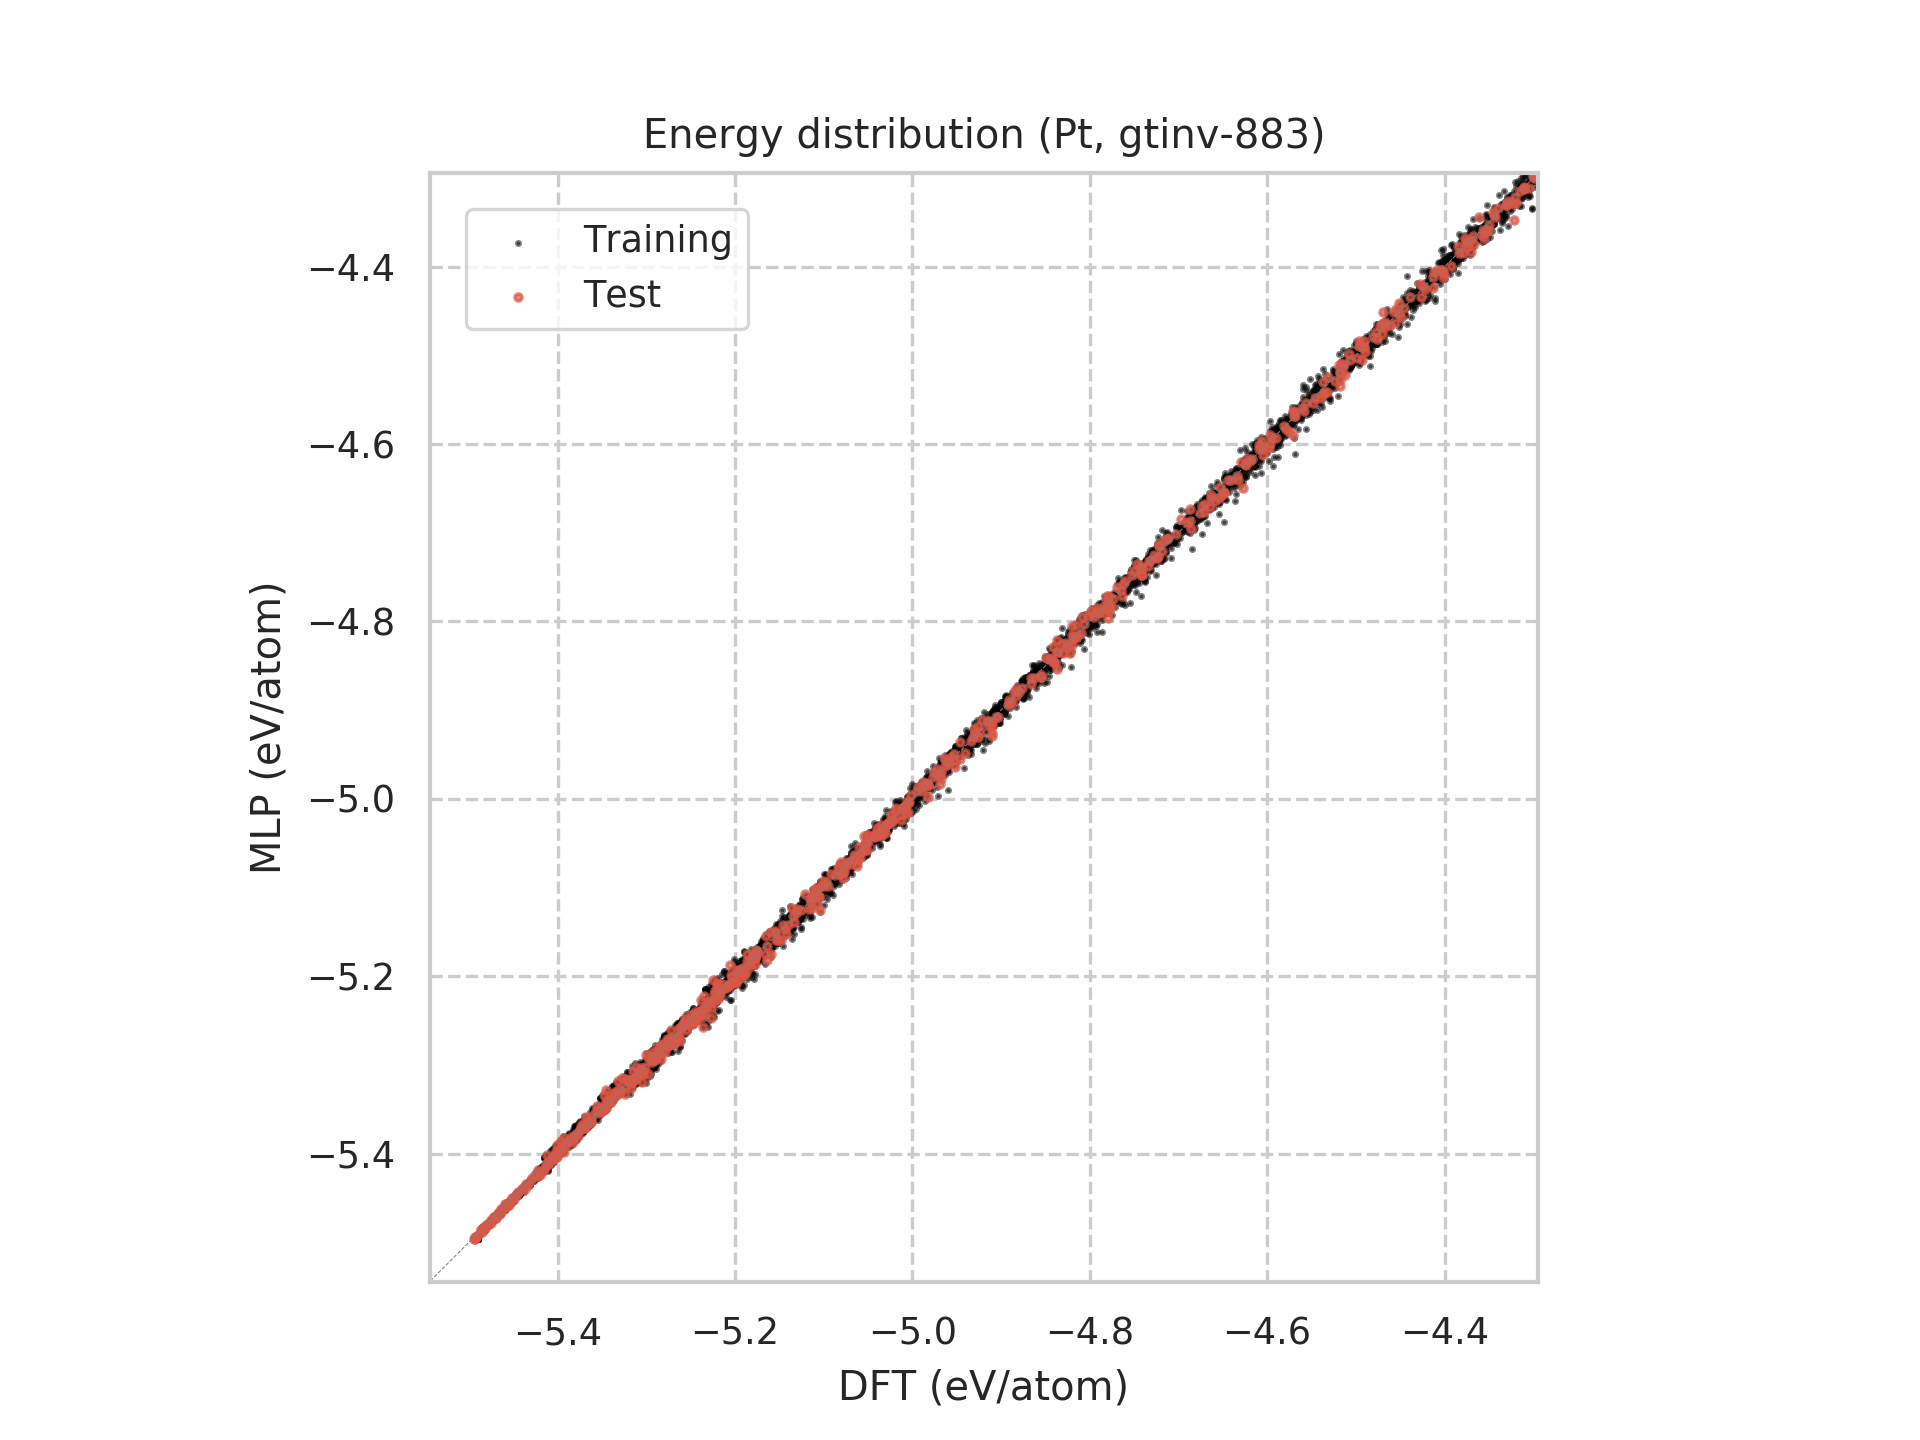 Energy distribution (Pt, gtinv-883)
Training
Test
−4.4
−4.6
−4.8
−5.0
−5.2
−5.4
MLP (eV/atom)
−5.4 −5.2 −5.0 −4.8 −4.6 −4.4
DFT (eV/atom)